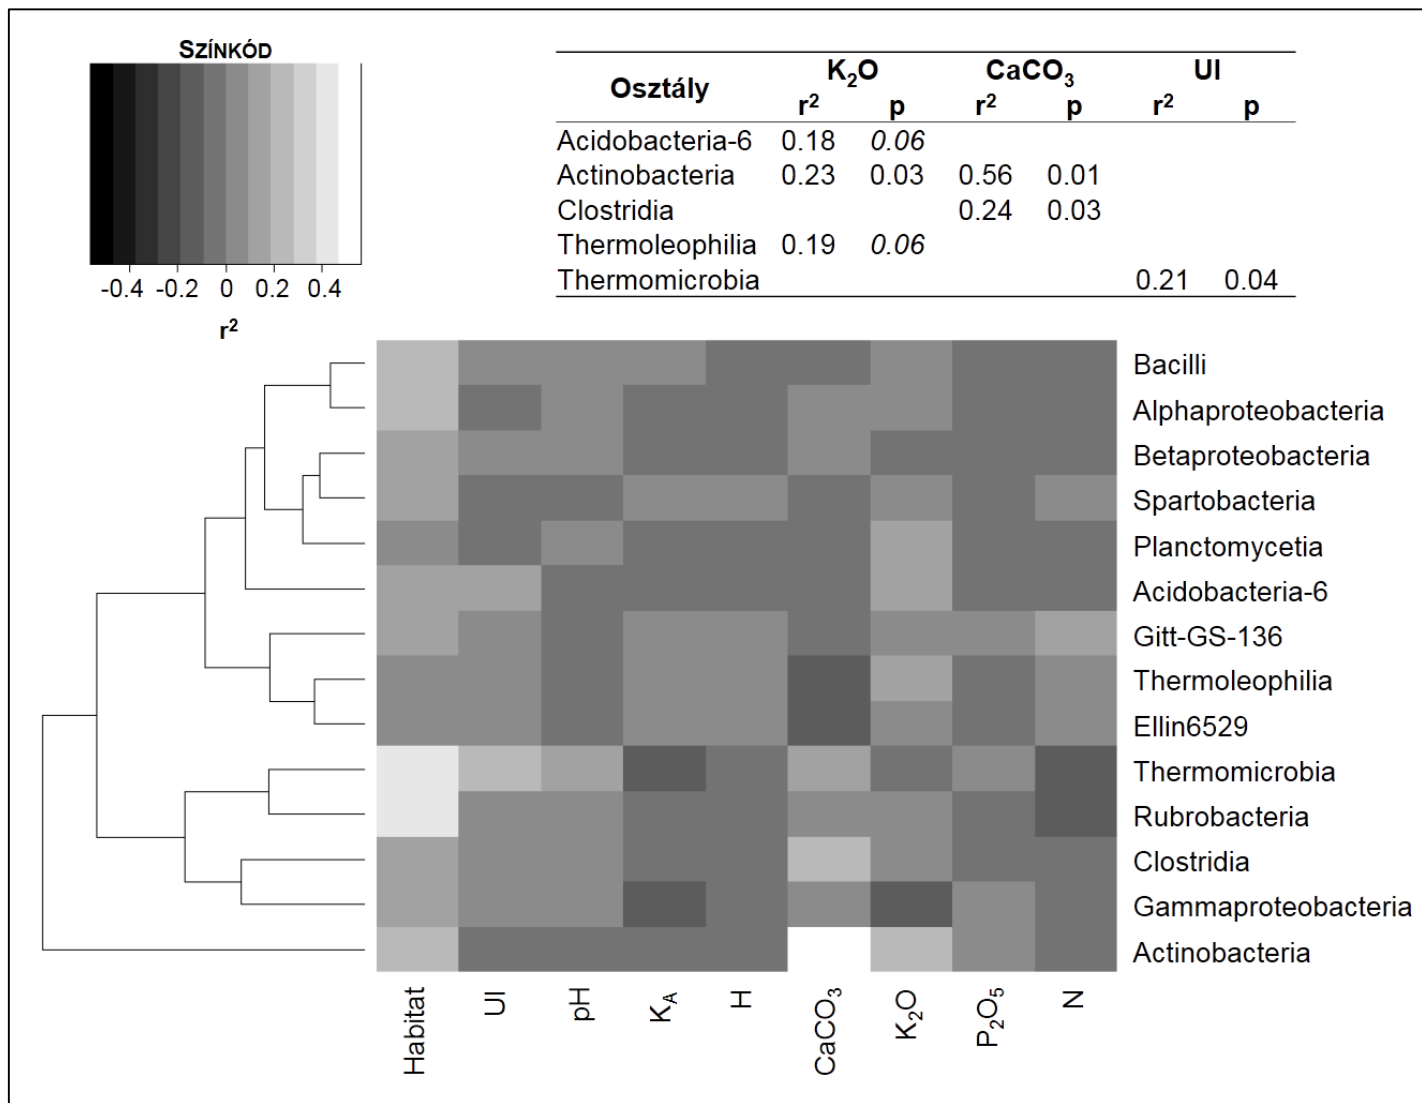 SZÍNKÓD
-0.4 -0.2 0 0.2 0.4
r²
Osztály K₂O CaCO₃ UI
r² p r² p r² p
Acidobacteria-6 0.18 0.06
Actinobacteria 0.23 0.03 0.56 0.01
Clostridia 0.24 0.03
Thermoleophilia 0.19 0.06
Thermomicrobia 0.21 0.04
Bacilli
Alphaproteobacteria
Betaproteobacteria
Spartobacteria
Planctomycetia
Acidobacteria-6
Gitt-GS-136
Thermoleophilia
Ellin6529
Thermomicrobia
Rubrobacteria
Clostridia
Gammaproteobacteria
Actinobacteria
Habitat UI pH K_A H CaCO₃ K₂O P₂O₅ N